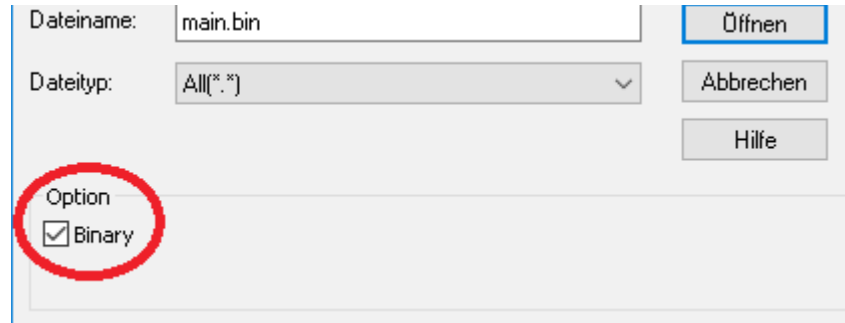 Dateiname: main.bin Öffnen
Dateityp: All(*.*) Abbrechen
Hilfe
Option
Binary